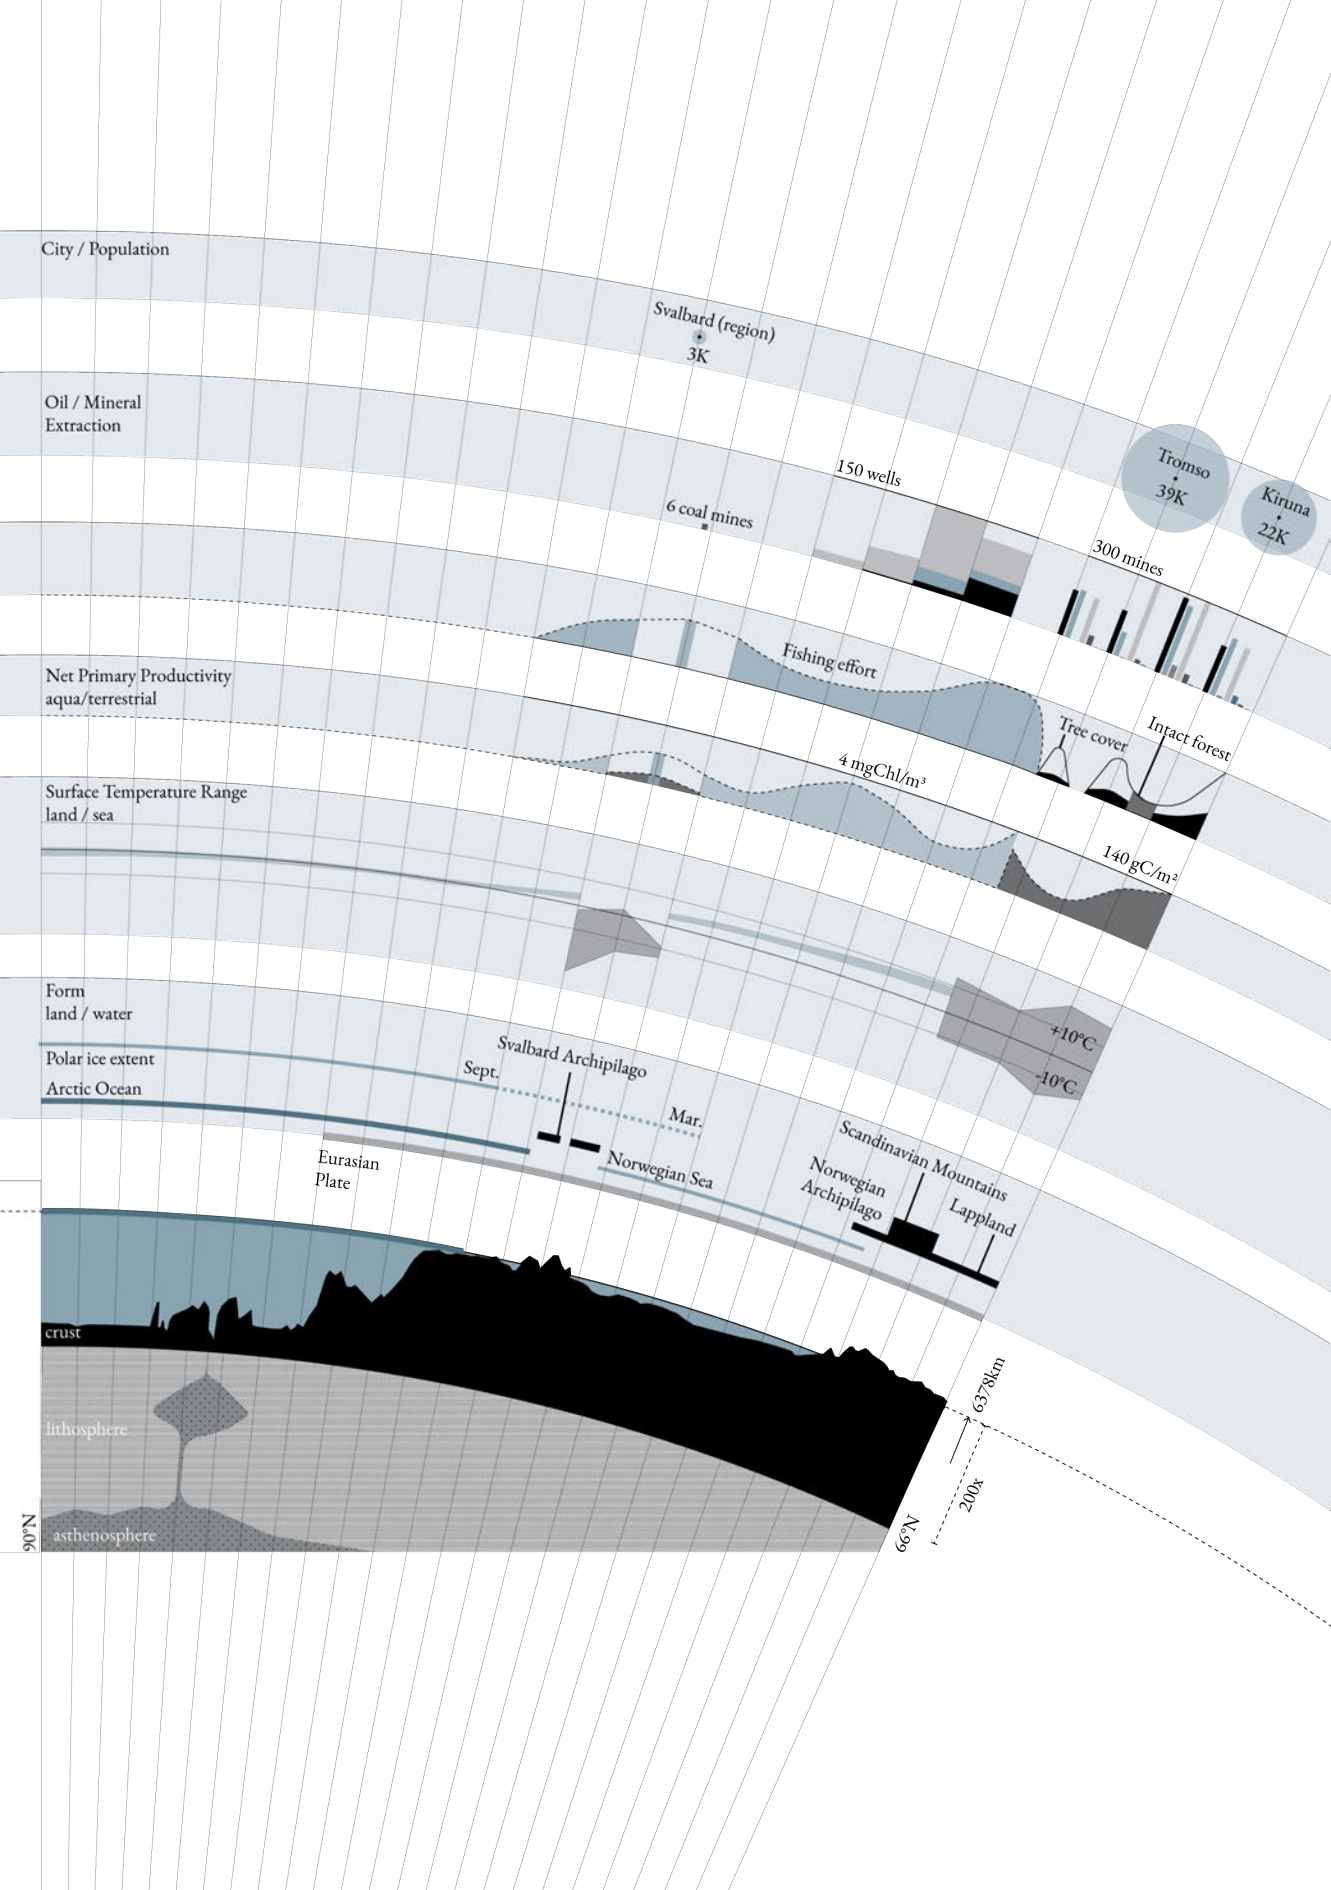 City / Population
Svalbard (region)
3K
Tromso
39K
Kiruna
22K
Oil / Mineral
Extraction
6 coal mines
150 wells
300 mines
Fishing effort
Tree cover
Intact forest
Net Primary Productivity
aqua/terrestrial
4 mgChl/m³
140 gC/m²
Surface Temperature Range
land / sea
+10°C
-10°C
Form
land / water
Polar ice extent
Sept.
Mar.
Arctic Ocean
Svalbard Archipilago
Eurasian
Plate
Norwegian Sea
Norwegian
Archipilago
Scandinavian Mountains
Lappland
crust
lithosphere
asthenosphere
90°N
66°N
6378km
200x